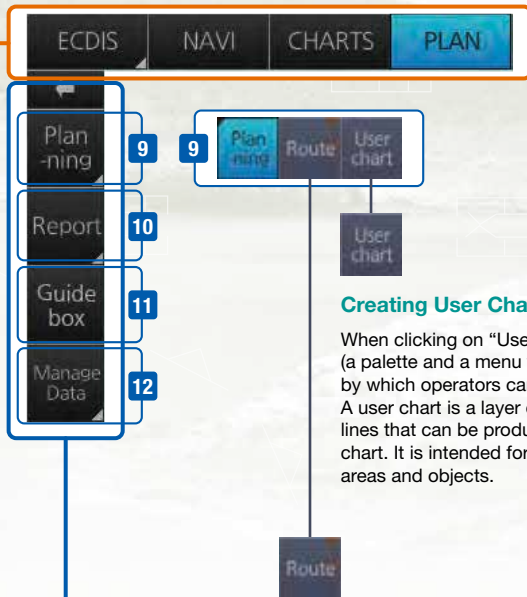 ECDIS NAVI CHARTS PLAN
Plan
-ning
9
9
Plan
-ning
Route
User
chart
Report
10
User
chart
Guide
box
11
Manage
Data
12
Creating User Cha
When clicking on “Use
(a palette and a menu
by which operators ca
A user chart is a layer
lines that can be produ
chart. It is intended for
areas and objects.
Route